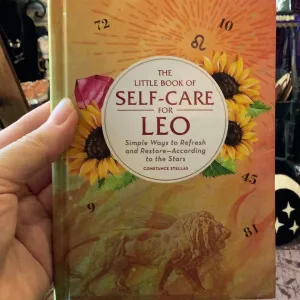 72
10
THE
LITTLE BOOK OF
SELF-CARE
FOR
LEO
Simple Ways to Refresh
and Restore—According
to the Stars
CONSTANCE STELLAS
45
9
81